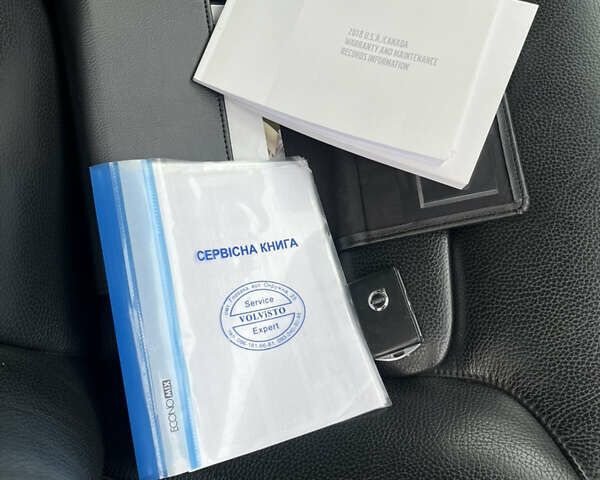 2018 U.S.A./CANADA
WARRANTY AND MAINTENANCE
RECORDS INFORMATION
СЕРВІСНА КНИГА
Service
VOLVISTO
Expert
ECONOMIX